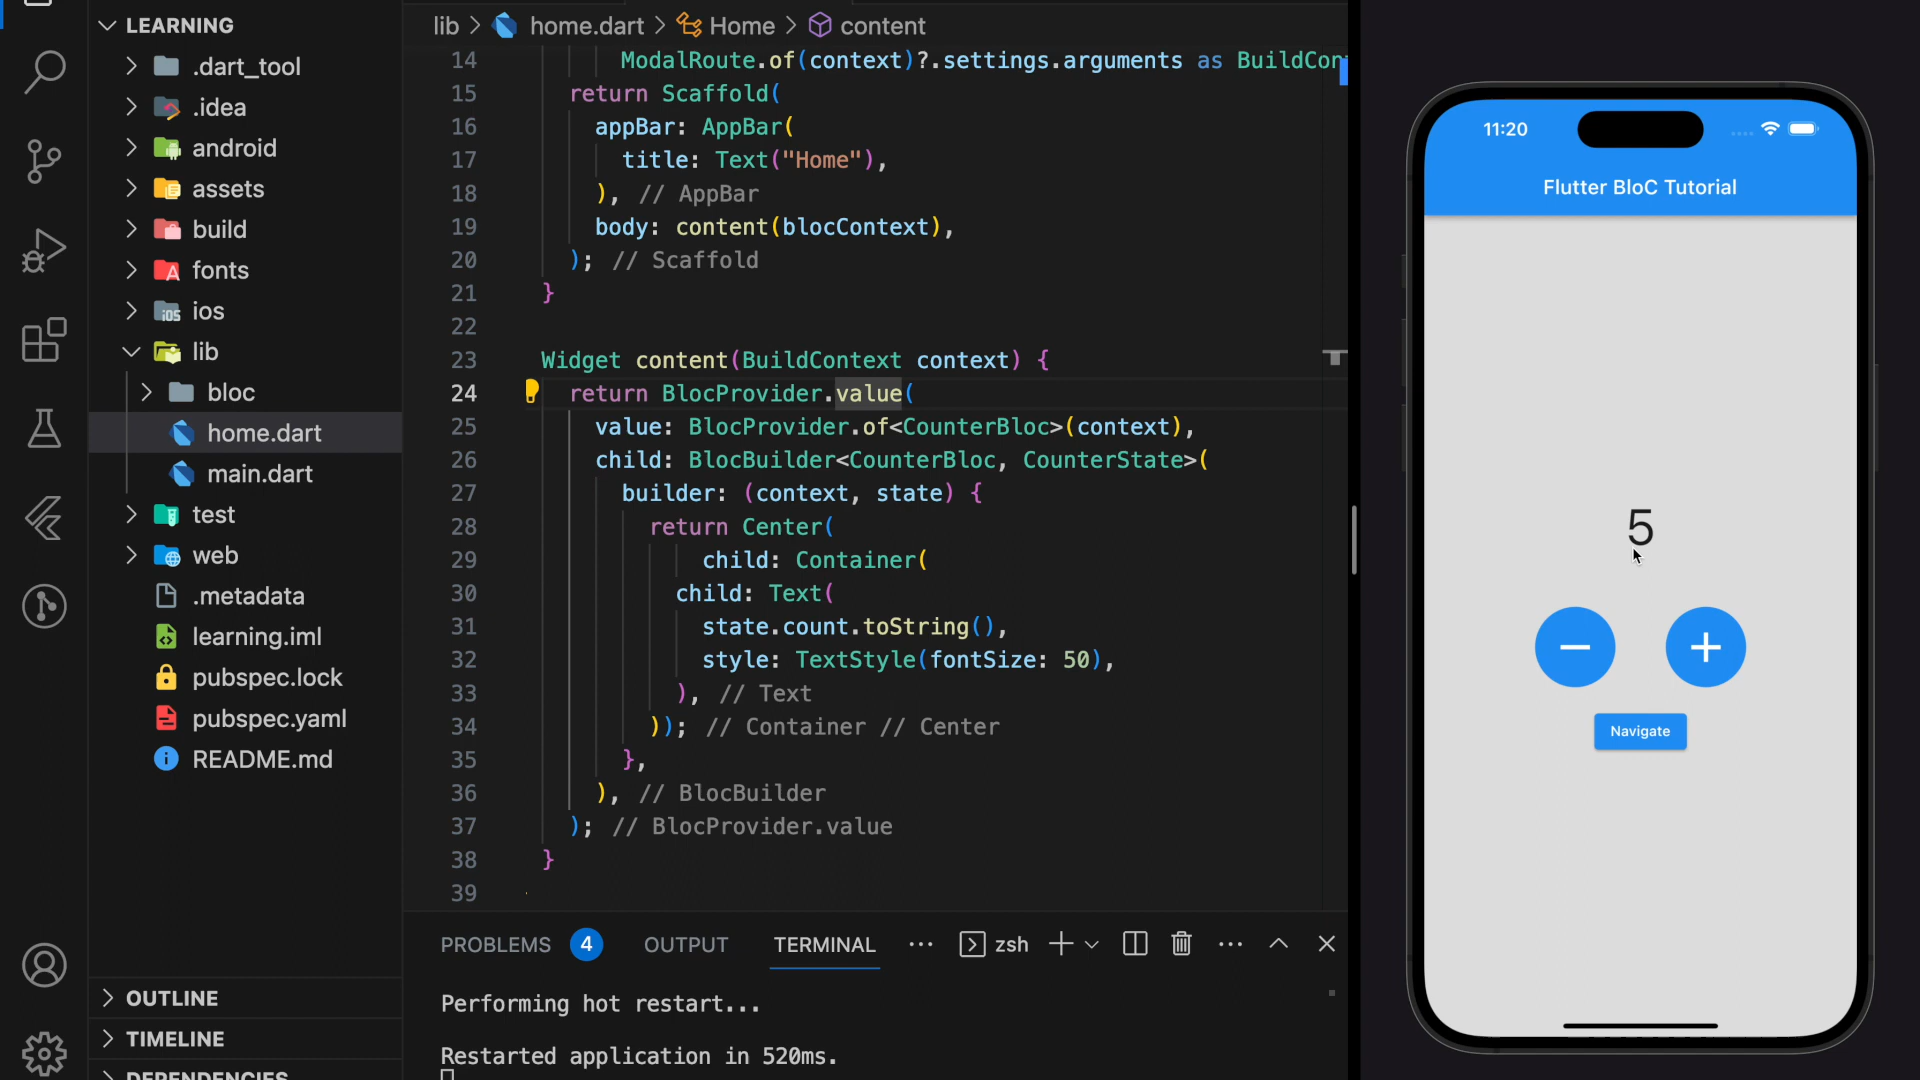 LEARNING
.dart_tool
.idea
android
assets
build
fonts
ios
lib
bloc
home.dart
main.dart
test
web
.metadata
learning.iml
pubspec.lock
pubspec.yaml
README.md
OUTLINE
TIMELINE
DEPENDENCIES
lib > home.dart > Home > content
14 ModalRoute.of(context)?.settings.arguments as BuildCon
15 return Scaffold(
16 appBar: AppBar(
17 title: Text("Home"),
18 ), // AppBar
19 body: content(blocContext),
20 ); // Scaffold
21 }
22
23 Widget content(BuildContext context) {
24 return BlocProvider.value(
25 value: BlocProvider.of<CounterBloc>(context),
26 child: BlocBuilder<CounterBloc, CounterState>(
27 builder: (context, state) {
28 return Center(
29 child: Container(
30 child: Text(
31 state.count.toString(),
32 style: TextStyle(fontSize: 50),
33 ), // Text
34 )); // Container // Center
35 },
36 ), // BlocBuilder
37 ); // BlocProvider.value
38 }
39
PROBLEMS 4 OUTPUT TERMINAL ... zsh
Performing hot restart...
Restarted application in 520ms.
11:20
Flutter BloC Tutorial
5
Navigate